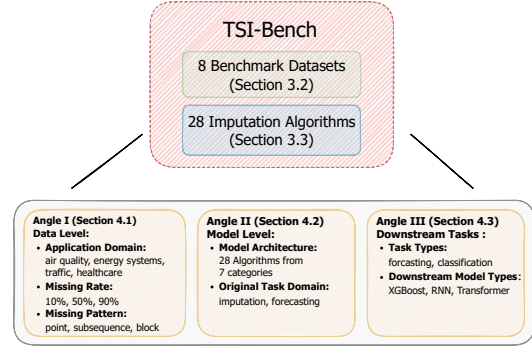 TSI-Bench
8 Benchmark Datasets
(Section 3.2)
28 Imputation Algorithms
(Section 3.3)
Angle I (Section 4.1)
Data Level:
• Application Domain:
air quality, energy systems,
traffic, healthcare
• Missing Rate:
10%, 50%, 90%
• Missing Pattern:
point, subsequence, block
Angle II (Section 4.2)
Model Level:
• Model Architecture:
28 Algorithms from
7 categories
• Original Task Domain:
imputation, forecasting
Angle III (Section 4.3)
Downstream Tasks :
• Task Types:
forcasting, classification
• Downstream Model Types:
XGBoost, RNN, Transformer